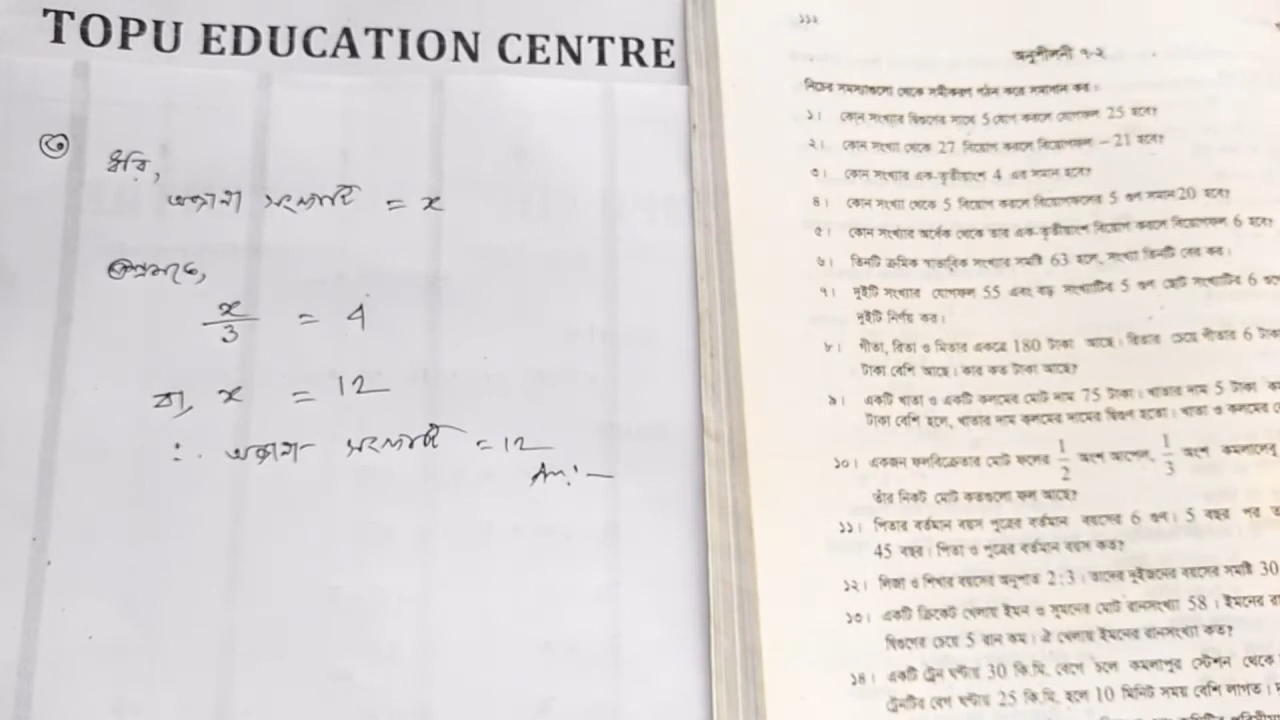 TOPU EDUCATION CENTRE
৩
ধরি,
অজানা সংখ্যাটি = x
প্রশ্নমতে,
x/3 = 4
বা, x = 12
∴ অজানা সংখ্যাটি = 12
Ans:—
১১২
অনুশীলনী ৭.২
নিচের সমস্যাগুলো থেকে সমীকরণ গঠন করে সমাধান কর :
১। কোন সংখ্যার দ্বিগুণের সাথে 5 যোগ করলে যোগফল 25 হবে?
২। কোন সংখ্যা থেকে 27 বিয়োগ করলে বিয়োগফল – 21 হবে?
৩। কোন সংখ্যার এক-তৃতীয়াংশ 4 এর সমান হবে?
৪। কোন সংখ্যা থেকে 5 বিয়োগ করলে বিয়োগফলের 5 গুণ সমান 20 হবে?
৫। কোন সংখ্যার অর্ধেক থেকে তার এক-তৃতীয়াংশ বিয়োগ করলে বিয়োগফল 6 হবে?
৬। তিনটি ক্রমিক স্বাভাবিক সংখ্যার সমষ্টি 63 হলে, সংখ্যা তিনটি বের কর।
৭। দুইটি সংখ্যার যোগফল 55 এবং বড় সংখ্যাটির 5 গুণ ছোট সংখ্যাটির 6
দুইটি নির্ণয় কর।
৮। গীতা, রিতা ও মিতার একত্রে 180 টাকা আছে। রিতার চেয়ে গীতার 6 টাকা
টাকা বেশি আছে। কার কত টাকা আছে?
৯। একটি খাতা ও একটি কলমের মোট দাম 75 টাকা। খাতার দাম 5 টাকা
টাকা বেশি হলে, খাতার দাম কলমের দামের দ্বিগুণ হতো। খাতা ও কলমের
১০। একজন ফলবিক্রেতার মোট ফলের 1/2 অংশ আপেল, 1/3 অংশ কমলালেবু
তাঁর নিকট মোট কতগুলো ফল আছে?
১১। পিতার বর্তমান বয়স পুত্রের বর্তমান বয়সের 6 গুণ। 5 বছর পর
45 বছর। পিতা ও পুত্রের বর্তমান বয়স কত?
১২। লিজা ও শিখার বয়সের অনুপাত 2:3। তাদের দুইজনের বয়সের সমষ্টি 30
১৩। একটি ক্রিকেট খেলায় ইমন ও সুমনের মোট রানসংখ্যা 58। ইমনের
দ্বিগুণের চেয়ে 5 রান কম। ঐ খেলায় ইমনের রানসংখ্যা কত?
১৪। একটি ট্রেন ঘণ্টায় 30 কি.মি. বেগে চলে কমলাপুর স্টেশন থেকে
ট্রেনটির বেগ ঘণ্টায় 25 কি.মি. হলে 10 মিনিট সময় বেশি লাগত।